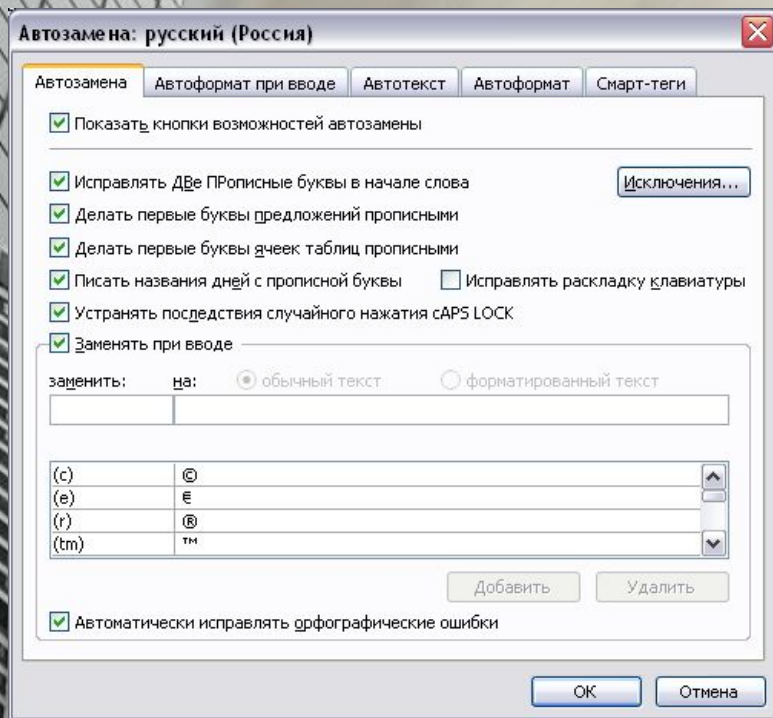 Автозамена: русский (Россия)
Автозамена Автоформат при вводе Автотекст Автоформат Смарт-теги
Показать кнопки возможностей автозамены
Исправлять ДВе ПРописные буквы в начале слова Исключения...
Делать первые буквы предложений прописными
Делать первые буквы ячеек таблиц прописными
Писать названия дней с прописной буквы Исправлять раскладку клавиатуры
Устранять последствия случайного нажатия cAPS LOCK
Заменять при вводе
заменить: на: обычный текст форматированный текст
(c) ©
(e) €
(r) ®
(tm) ™
Добавить Удалить
Автоматически исправлять орфографические ошибки
ОК Отмена